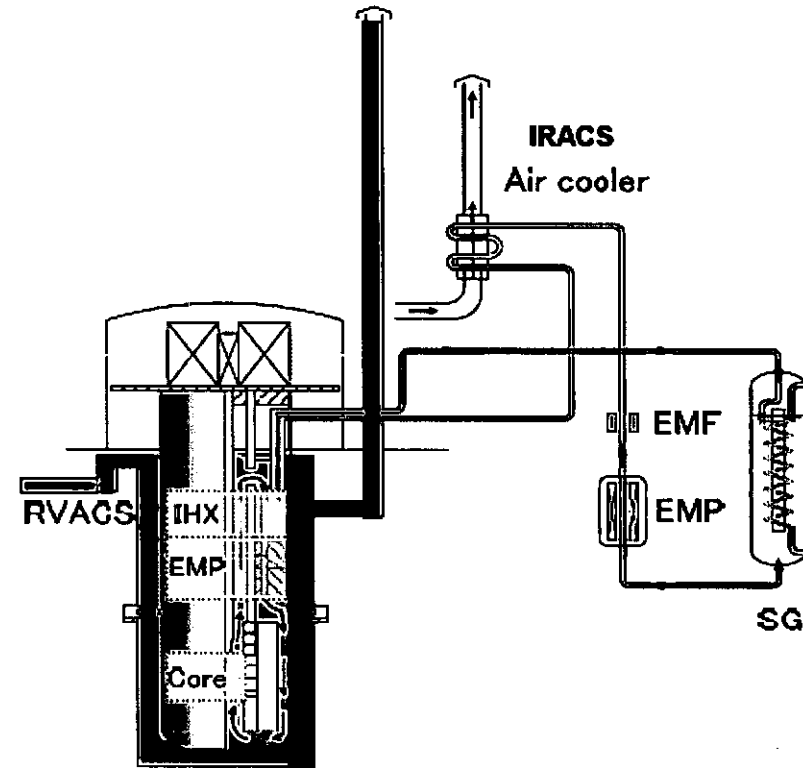 IRACS
Air cooler
EMF
RVACS
IHX
EMP
EMP
SG
Core